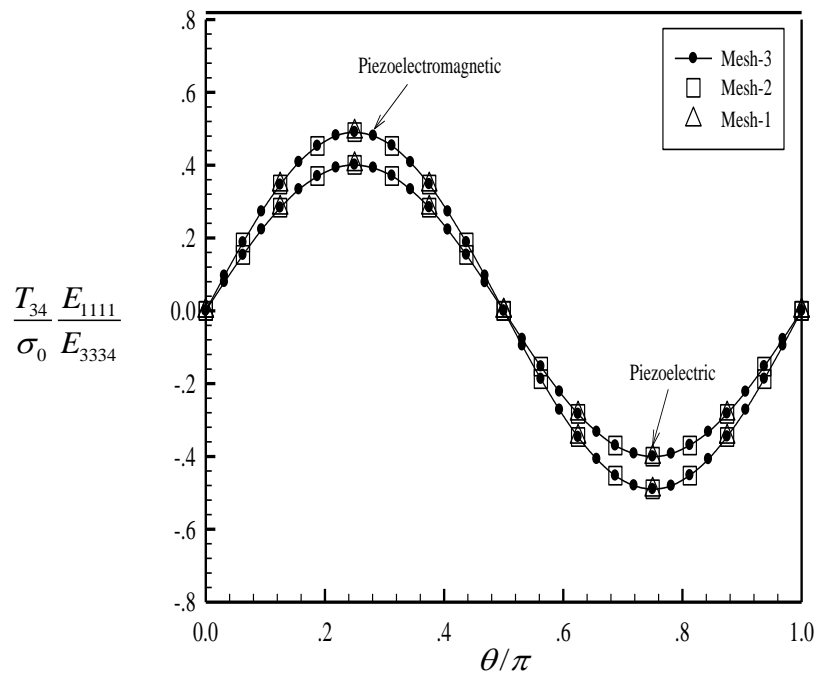 .8
.6
.4
.2
0.0
-.2
-.4
-.6
-.8
T₃₄/σ₀ E₁₁₁₁/E₃₃₃₄
Piezoelectromagnetic
Mesh-3
Mesh-2
Mesh-1
Piezoelectric
0.0 .2 .4 .6 .8 1.0
θ/π